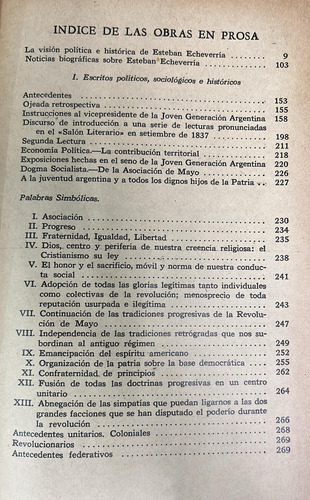 INDICE DE LAS OBRAS EN PROSA
La visión política e histórica de Esteban Echeverría ........ 9
Noticias biográficas sobre Esteban Echeverría ........ 103
I. Escritos políticos, sociológicos e históricos
Antecedentes ........ 153
Ojeada retrospectiva ........ 155
Instrucciones al vicepresidente de la Joven Generación Argentina 158
Discurso de introducción a una serie de lecturas pronunciadas
en el «Salón Literario» en setiembre de 1837 ........ 198
Segunda Lectura ........ 211
Economía Política.—La contribución territorial ........ 218
Exposiciones hechas en el seno de la Joven Generación Argentina 220
Dogma Socialista.—De la Asociación de Mayo ........ 226
A la juventud argentina y a todos los dignos hijos de la Patria .. 227
Palabras Simbólicas.
I. Asociación ........ 230
II. Progreso ........ 234
III. Fraternidad, Igualdad, Libertad ........ 235
IV. Dios, centro y periferia de nuestra creencia religiosa: el
Cristianismo su ley ........ 238
V. El honor y el sacrificio, móvil y norma de nuestra conduc-
ta social ........ 241
VI. Adopción de todas las glorias legítimas tanto individuales
como colectivas de la revolución; menosprecio de toda
reputación usurpada e ilegítima ........ 243
VII. Continuación de las tradiciones progresivas de la Revolu-
ción de Mayo ........ 247
VIII. Independencia de las tradiciones retrógradas que nos su-
bordinan al antiguo régimen ........ 249
IX. Emancipación del espíritu americano ........ 252
X. Organización de la patria sobre la base democrática .... 255
XI. Confraternidad de principios ........ 262
XII. Fusión de todas las doctrinas progresivas en un centro
unitario ........ 264
XIII. Abnegación de las simpatías que puedan ligarnos a las dos
grandes facciones que se han disputado el poderío durante
la revolución ........ 266
Antecedentes unitarios. Coloniales ........ 268
Revolucionarios ........ 269
Antecedentes federativos ........ 269